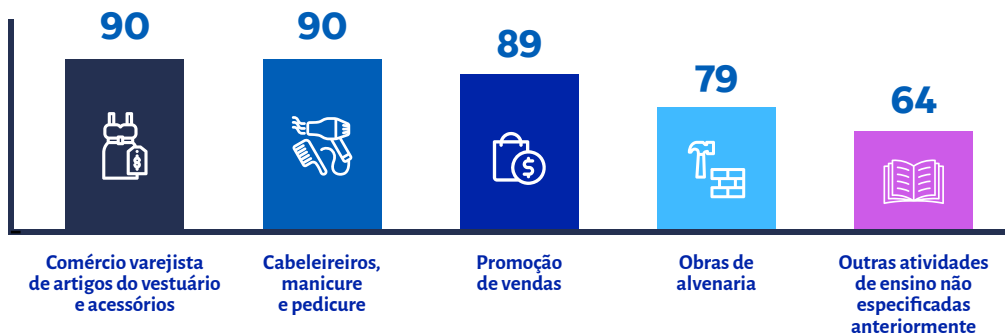 90
90
89
79
64
Comércio varejista
de artigos do vestuário
e acessórios
Cabeleireiros,
manicure
e pedicure
Promoção
de vendas
Obras de
alvenaria
Outras atividades
de ensino não
especificadas
anteriormente